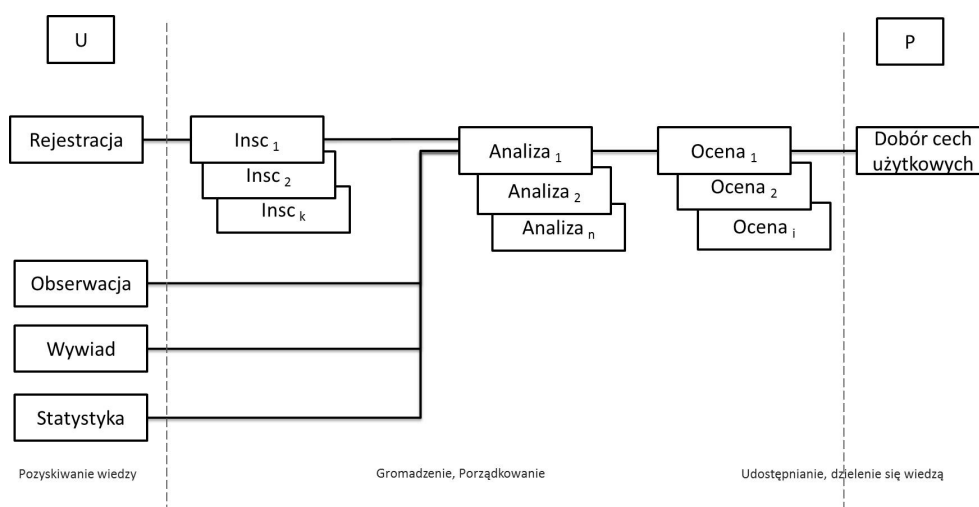 U
P
Rejestracja
Insc 1
Insc 2
Insc k
Analiza 1
Analiza 2
Analiza n
Ocena 1
Ocena 2
Ocena i
Dobór cech
użytkowych
Obserwacja
Wywiad
Statystyka
Pozyskiwanie wiedzy
Gromadzenie, Porządkowanie
Udostępnianie, dzielenie się wiedzą